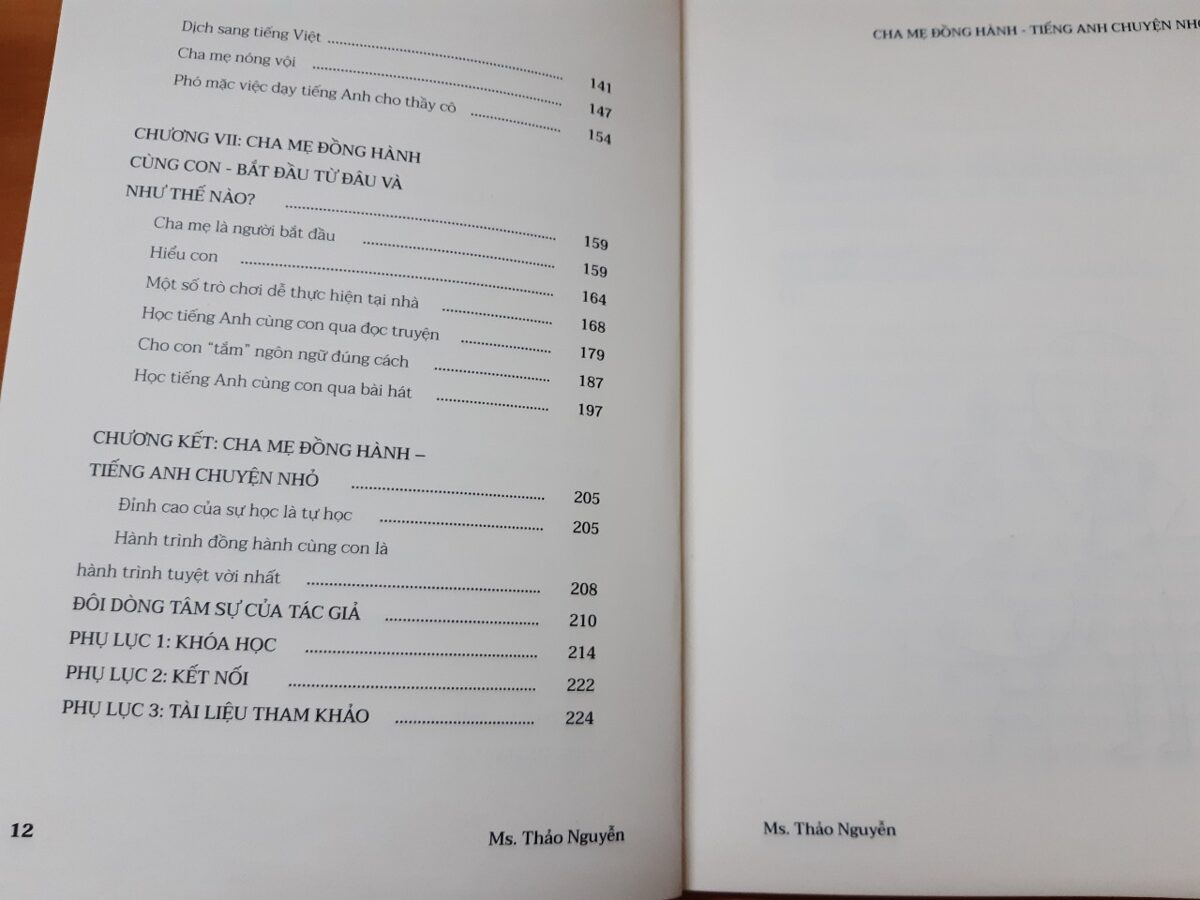 Dịch sang tiếng Việt ........ 141
Cha mẹ nóng vội ........ 147
Phó mặc việc dạy tiếng Anh cho thầy cô ........ 154
CHƯƠNG VII: CHA MẸ ĐỒNG HÀNH
CÙNG CON - BẮT ĐẦU TỪ ĐÂU VÀ
NHƯ THẾ NÀO? ........ 159
Cha mẹ là người bắt đầu ........ 159
Hiểu con ........ 164
Một số trò chơi dễ thực hiện tại nhà ........ 168
Học tiếng Anh cùng con qua đọc truyện ........ 179
Cho con “tắm” ngôn ngữ đúng cách ........ 187
Học tiếng Anh cùng con qua bài hát ........ 197
CHƯƠNG KẾT: CHA MẸ ĐỒNG HÀNH –
TIẾNG ANH CHUYỆN NHỎ ........ 205
Đỉnh cao của sự học là tự học ........ 205
Hành trình đồng hành cùng con là
hành trình tuyệt vời nhất ........ 208
ĐÔI DÒNG TÂM SỰ CỦA TÁC GIẢ ........ 210
PHỤ LỤC 1: KHÓA HỌC ........ 214
PHỤ LỤC 2: KẾT NỐI ........ 222
PHỤ LỤC 3: TÀI LIỆU THAM KHẢO ........ 224
12
Ms. Thảo Nguyễn
CHA MẸ ĐỒNG HÀNH - TIẾNG ANH CHUYỆN NHỎ
Ms. Thảo Nguyễn